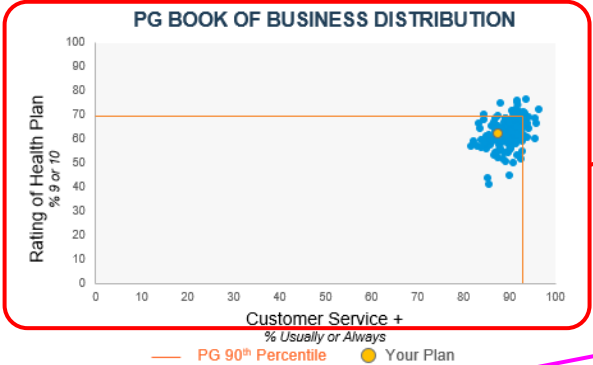 PG BOOK OF BUSINESS DISTRIBUTION
Rating of Health Plan
% 9 or 10
100
90
80
70
60
50
40
30
20
10
0
0 10 20 30 40 50 60 70 80 90 100
Customer Service +
% Usually or Always
PG 90th Percentile Your Plan